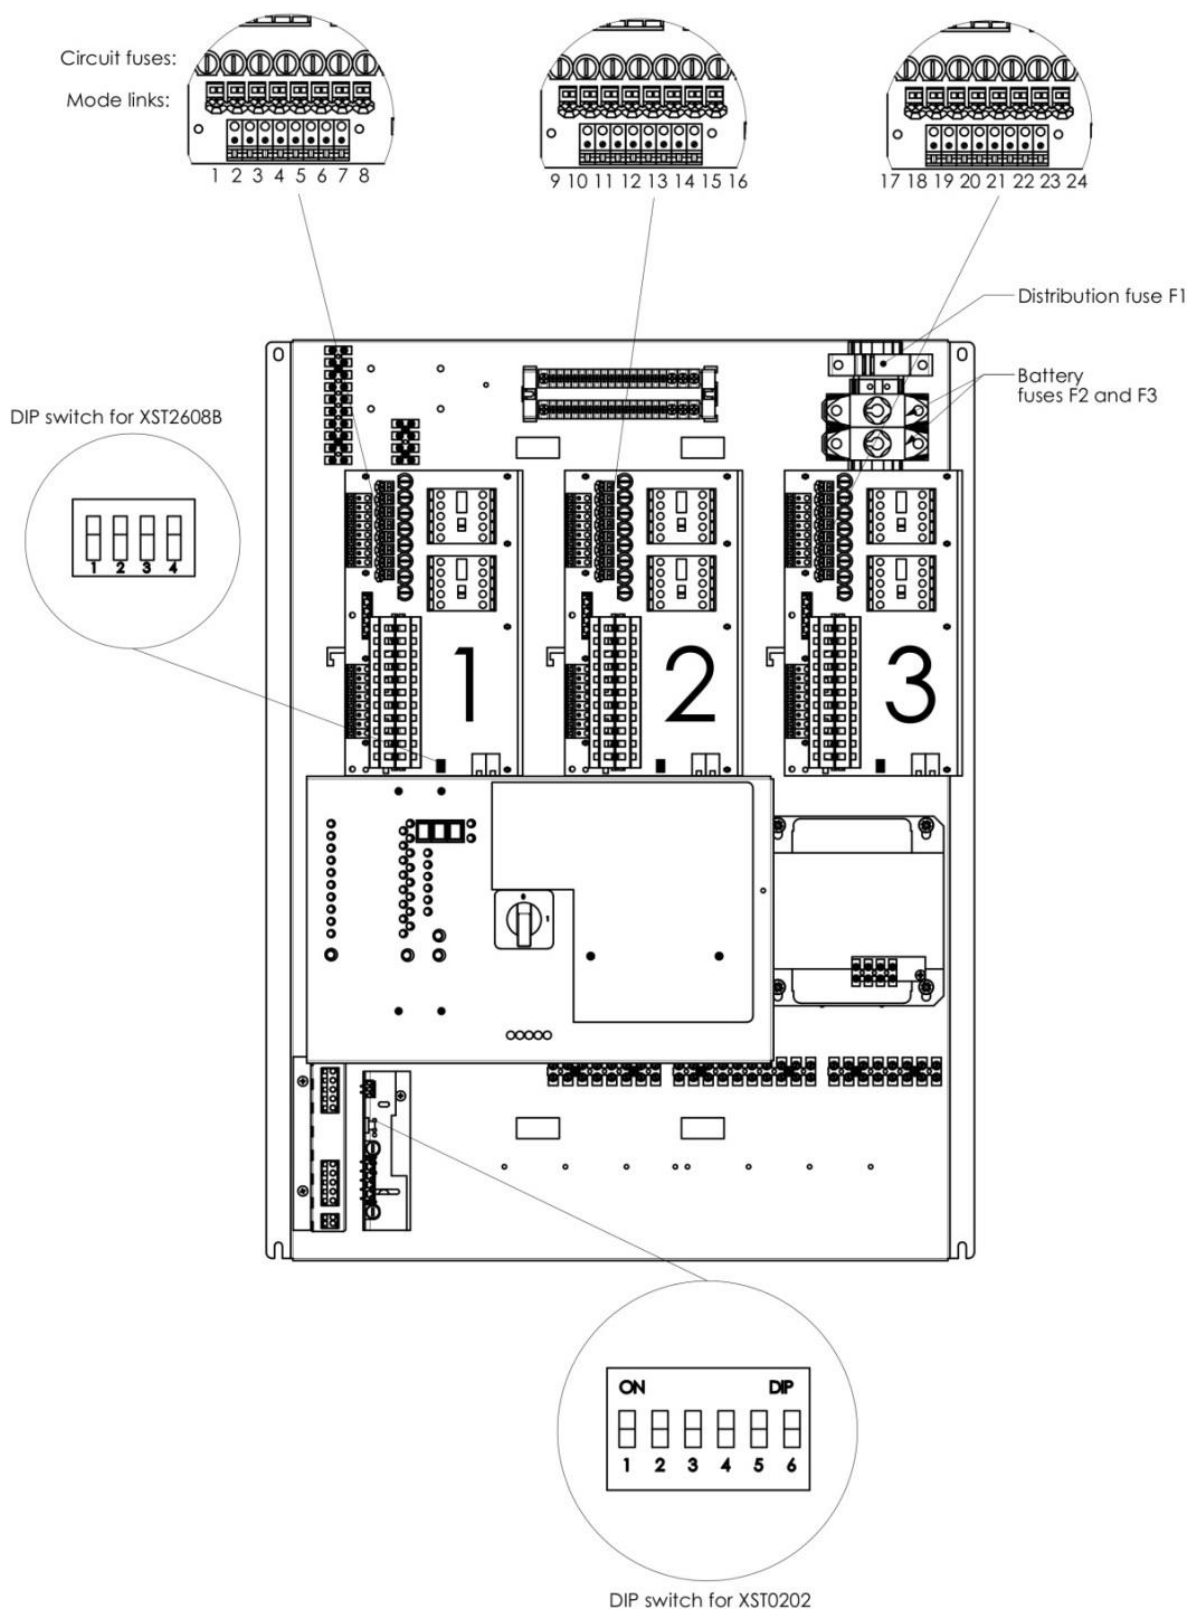 Circuit fuses:
Mode links:
1 2 3 4 5 6 7 8
9 10 11 12 13 14 15 16
17 18 19 20 21 22 23 24
Distribution fuse F1
Battery
fuses F2 and F3
DIP switch for XST2608B
1 2 3 4
1
2
3
0
1
ON DIP
1 2 3 4 5 6
DIP switch for XST0202